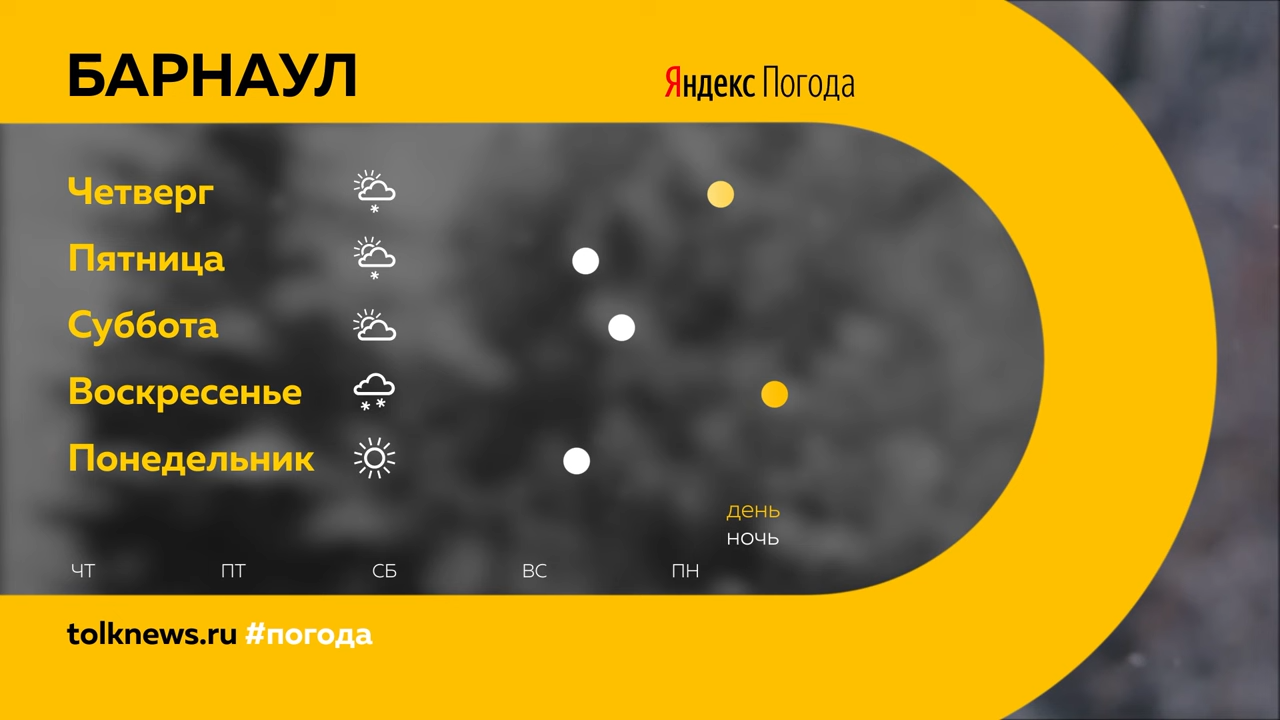 БАРНАУЛ
Яндекс Погода
Четверг
Пятница
Суббота
Воскресенье
Понедельник
день
ночь
ЧТ ПТ СБ ВС ПН
tolknews.ru #погода